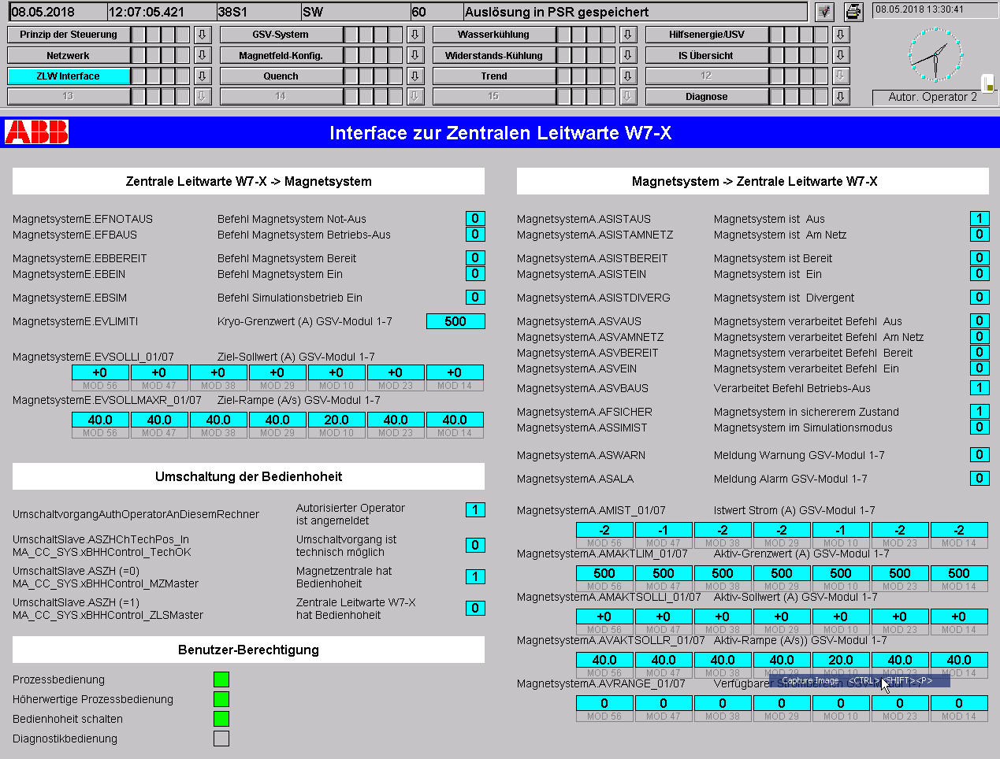 08.05.2018 12:07:05.421 38S1 SW 60 Auslösung in PSR gespeichert 08.05.2018 13:30:41
Prinzip der Steuerung GSV-System Wasserkühlung Hilfsenergie/USV
Netzwerk Magnetfeld-Konfig. Widerstands-Kühlung IS Übersicht
ZLW Interface Quench Trend 12
13 14 15 Diagnose Autor. Operator 2
ABB Interface zur Zentralen Leitwarte W7-X
Zentrale Leitwarte W7-X -> Magnetsystem
MagnetsystemE.EFNOTAUS Befehl Magnetsystem Not-Aus 0
MagnetsystemE.EFBAUS Befehl Magnetsystem Betriebs-Aus 0
MagnetsystemE.EBBEREIT Befehl Magnetsystem Bereit 0
MagnetsystemE.EBEIN Befehl Magnetsystem Ein 0
MagnetsystemE.EBSIM Befehl Simulationsbetrieb Ein 0
MagnetsystemE.EVLIMITI Kryo-Grenzwert (A) GSV-Modul 1-7 500
MagnetsystemE.EVSOLLI_01/07 Ziel-Sollwert (A) GSV-Modul 1-7
+0 +0 +0 +0 +0 +0 +0
MOD 56 MOD 47 MOD 38 MOD 29 MOD 10 MOD 23 MOD 14
MagnetsystemE.EVSOLLMAXR_01/07 Ziel-Rampe (A/s) GSV-Modul 1-7
40.0 40.0 40.0 40.0 20.0 40.0 40.0
MOD 56 MOD 47 MOD 38 MOD 29 MOD 10 MOD 23 MOD 14
Umschaltung der Bedienhoheit
UmschaltvorgangAuthOperatorAnDiesemRechner Autorisierter Operator 1
ist angemeldet
UmschaltSlave.ASZHChTechPos_In Umschaltvorgang ist 0
MA_CC_SYS.xBHHControl_TechOK technisch möglich
UmschaltSlave.ASZH (=0) Magnetzentrale hat 1
MA_CC_SYS.xBHHControl_MZMaster Bedienhoheit
UmschaltSlave.ASZH (=1) Zentrale Leitwarte W7-X 0
MA_CC_SYS.xBHHControl_ZLSMaster hat Bedienhoheit
Benutzer-Berechtigung
Prozessbedienung
Höherwertige Prozessbedienung
Bedienhoheit schalten
Diagnostikbedienung
Magnetsystem -> Zentrale Leitwarte W7-X
MagnetsystemA.ASISTAUS Magnetsystem ist Aus 1
MagnetsystemA.ASISTAMNETZ Magnetsystem ist Am Netz 0
MagnetsystemA.ASISTBEREIT Magnetsystem ist Bereit 0
MagnetsystemA.ASISTEIN Magnetsystem ist Ein 0
MagnetsystemA.ASISTDIVERG Magnetsystem ist Divergent 0
MagnetsystemA.ASVAUS Magnetsystem verarbeitet Befehl Aus 0
MagnetsystemA.ASVAMNETZ Magnetsystem verarbeitet Befehl Am Netz 0
MagnetsystemA.ASVBEREIT Magnetsystem verarbeitet Befehl Bereit 0
MagnetsystemA.ASVEIN Magnetsystem verarbeitet Befehl Ein 0
MagnetsystemA.ASVBAUS Verarbeitet Befehl Betriebs-Aus 1
MagnetsystemA.AFSICHER Magnetsystem in sichererem Zustand 1
MagnetsystemA.ASSIMIST Magnetsystem im Simulationsmodus 0
MagnetsystemA.ASWARN Meldung Warnung GSV-Modul 1-7 0
MagnetsystemA.ASALA Meldung Alarm GSV-Modul 1-7 0
MagnetsystemA.AMIST_01/07 Istwert Strom (A) GSV-Modul 1-7
-2 -1 -2 -2 -1 -2 -2
MOD 56 MOD 47 MOD 38 MOD 29 MOD 10 MOD 23 MOD 14
MagnetsystemA.AMAKTLIM_01/07 Aktiv-Grenzwert (A) GSV-Modul 1-7
500 500 500 500 500 500 500
MOD 56 MOD 47 MOD 38 MOD 29 MOD 10 MOD 23 MOD 14
MagnetsystemA.AMAKTSOLLI_01/07 Aktiv-Sollwert (A) GSV-Modul 1-7
+0 +0 +0 +0 +0 +0 +0
MOD 56 MOD 47 MOD 38 MOD 29 MOD 10 MOD 23 MOD 14
MagnetsystemA.AVAKTSOLLR_01/07 Aktiv-Rampe (A/s)) GSV-Modul 1-7
40.0 40.0 40.0 40.0 20.0 40.0 40.0
MOD 56 MOD 47 MOD 38 MOD 29 MOD 10 MOD 23 MOD 14
Capture Image <CTRL><SHIFT><P>
MagnetsystemA.AVRANGE_01/07 Verfügbarer Strombereich GSV-Modul 1-7
0 0 0 0 0 0 0
MOD 56 MOD 47 MOD 38 MOD 29 MOD 10 MOD 23 MOD 14